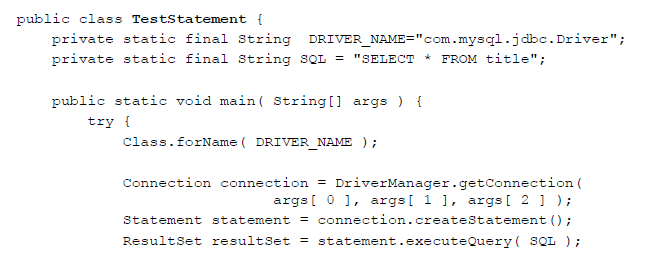 public class TestStatement {
    private static final String  DRIVER_NAME="com.mysql.jdbc.Driver";
    private static final String SQL = "SELECT * FROM title";

    public static void main( String[] args ) {
        try {
            Class.forName( DRIVER_NAME );

            Connection connection = DriverManager.getConnection(
                            args[ 0 ], args[ 1 ], args[ 2 ] );
            Statement statement = connection.createStatement();
            ResultSet resultSet = statement.executeQuery( SQL );